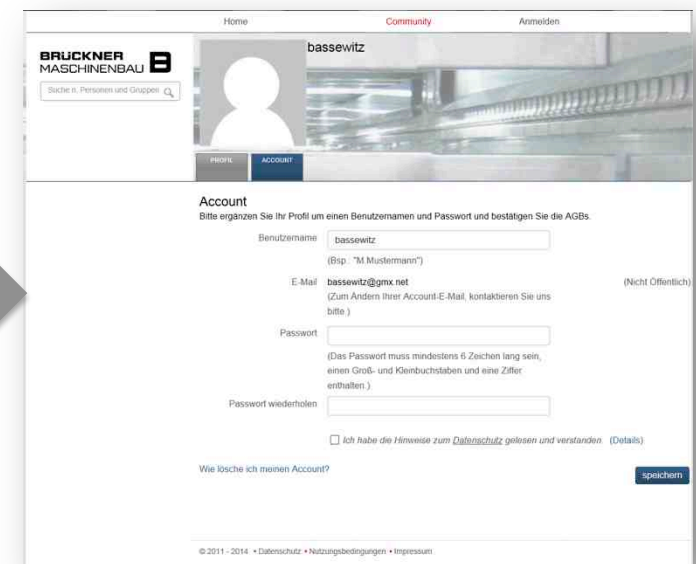 Home Community Anmelden
BRÜCKNER
MASCHINENBAU B
Suche n. Personen und Gruppen
bassewitz
PROFIL ACCOUNT
Account
Bitte ergänzen Sie Ihr Profil um einen Benutzernamen und Passwort und bestätigen Sie die AGBs.
Benutzername bassewitz
(Bsp.: "M.Mustermann")
E-Mail bassewitz@gmx.net (Nicht Öffentlich)
(Zum Ändern Ihrer Account-E-Mail, kontaktieren Sie uns
bitte.)
Passwort
(Das Passwort muss mindestens 6 Zeichen lang sein,
einen Groß- und Kleinbuchstaben und eine Ziffer
enthalten.)
Passwort wiederholen
Ich habe die Hinweise zum Datenschutz gelesen und verstanden. (Details)
Wie lösche ich meinen Account?
speichern
© 2011 - 2014 • Datenschutz • Nutzungsbedingungen • Impressum